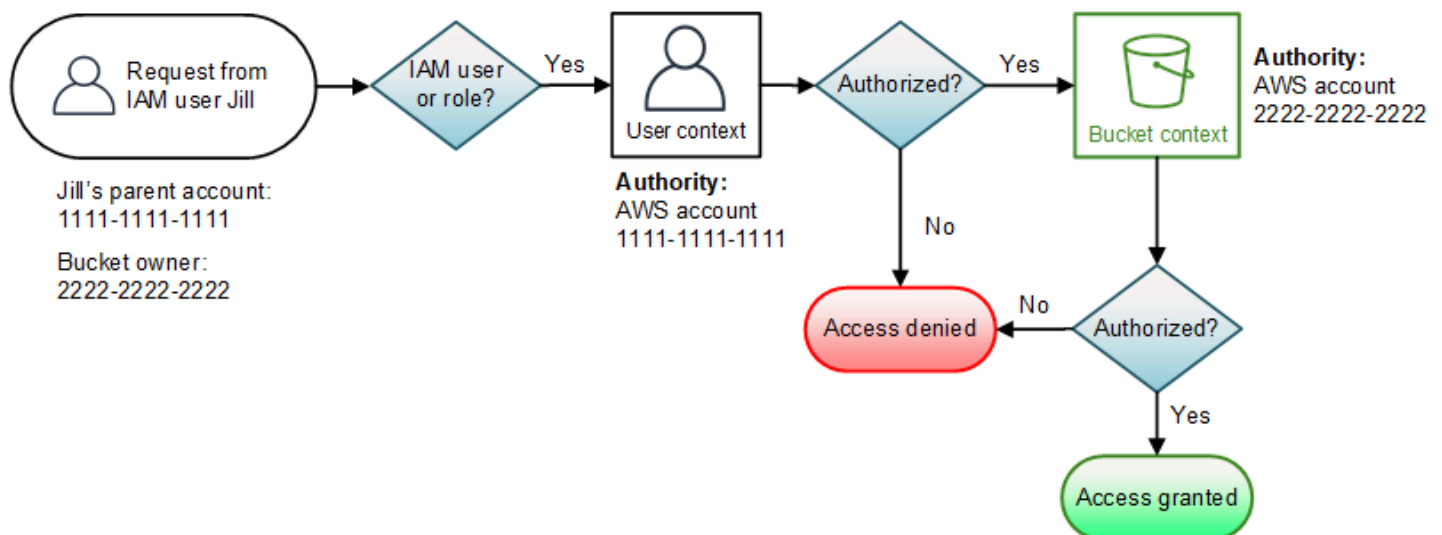 Request from
IAM user Jill
Jill's parent account:
1111-1111-1111
Bucket owner:
2222-2222-2222
IAM user
or role?
Yes
User context
Authority:
AWS account
1111-1111-1111
Authorized?
Yes
No
Bucket context
Authority:
AWS account
2222-2222-2222
Authorized?
No
Access denied
Yes
Access granted